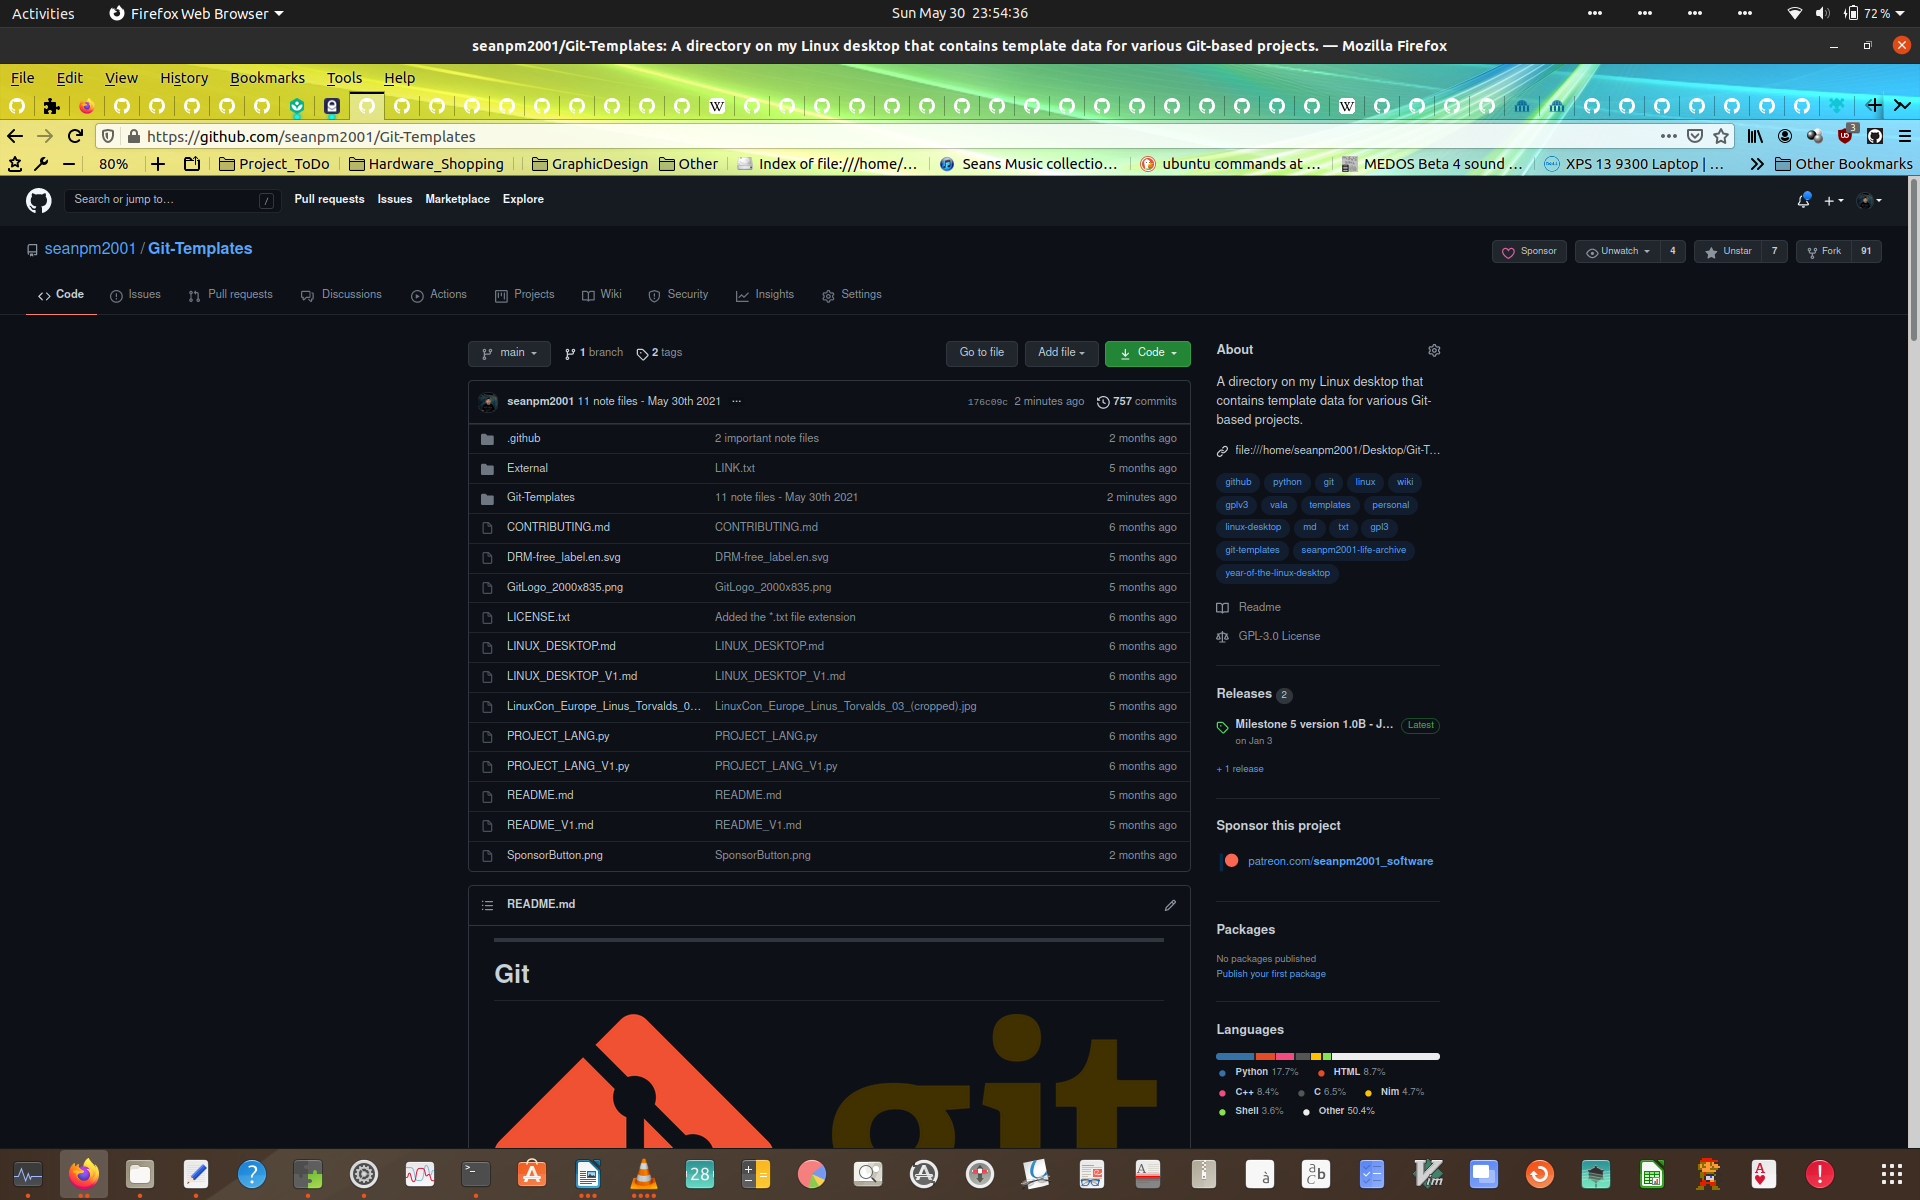 Activities Firefox Web Browser Sun May 30 23:54:36 72 %
seanpm2001/Git-Templates: A directory on my Linux desktop that contains template data for various Git-based projects. — Mozilla Firefox
File Edit View History Bookmarks Tools Help
https://github.com/seanpm2001/Git-Templates 3
80% Project_ToDo Hardware_Shopping GraphicDesign Other Index of file:///home/… Seans Music collectio… ubuntu commands at … MEDOS Beta 4 sound … XPS 13 9300 Laptop | … Other Bookmarks
Search or jump to… / Pull requests Issues Marketplace Explore
seanpm2001 / Git-Templates Sponsor Unwatch 4 Unstar 7 Fork 91
Code Issues Pull requests Discussions Actions Projects Wiki Security Insights Settings
main 1 branch 2 tags Go to file Add file Code
seanpm2001 11 note files - May 30th 2021 ... 176c09c 2 minutes ago 757 commits
.github 2 important note files 2 months ago
External LINK.txt 5 months ago
Git-Templates 11 note files - May 30th 2021 2 minutes ago
CONTRIBUTING.md CONTRIBUTING.md 6 months ago
DRM-free_label.en.svg DRM-free_label.en.svg 5 months ago
GitLogo_2000x835.png GitLogo_2000x835.png 5 months ago
LICENSE.txt Added the *.txt file extension 6 months ago
LINUX_DESKTOP.md LINUX_DESKTOP.md 6 months ago
LINUX_DESKTOP_V1.md LINUX_DESKTOP_V1.md 6 months ago
LinuxCon_Europe_Linus_Torvalds_0… LinuxCon_Europe_Linus_Torvalds_03_(cropped).jpg 5 months ago
PROJECT_LANG.py PROJECT_LANG.py 6 months ago
PROJECT_LANG_V1.py PROJECT_LANG_V1.py 6 months ago
README.md README.md 5 months ago
README_V1.md README_V1.md 5 months ago
SponsorButton.png SponsorButton.png 2 months ago
README.md
Git
git
About
A directory on my Linux desktop that
contains template data for various Git-
based projects.
file:///home/seanpm2001/Desktop/Git-T…
github python git linux wiki
gplv3 vala templates personal
linux-desktop md txt gpl3
git-templates seanpm2001-life-archive
year-of-the-linux-desktop
Readme
GPL-3.0 License
Releases 2
Milestone 5 version 1.0B - J… Latest
on Jan 3
+ 1 release
Sponsor this project
patreon.com/seanpm2001_software
Packages
No packages published
Publish your first package
Languages
Python 17.7% HTML 8.7%
C++ 8.4% C 6.5% Nim 4.7%
Shell 3.6% Other 50.4%
28